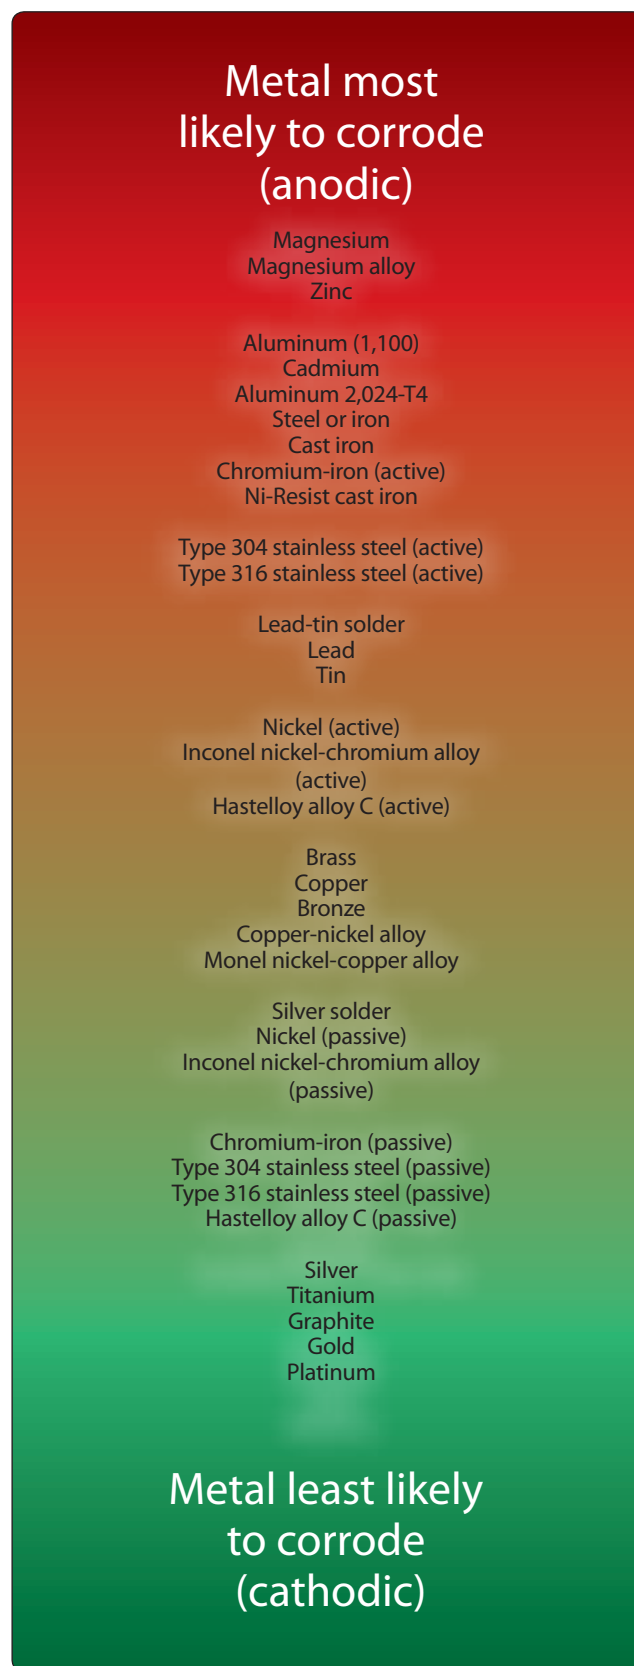 Metal most
likely to corrode
(anodic)
Magnesium
Magnesium alloy
Zinc
Aluminum (1,100)
Cadmium
Aluminum 2,024-T4
Steel or iron
Cast iron
Chromium-iron (active)
Ni-Resist cast iron
Type 304 stainless steel (active)
Type 316 stainless steel (active)
Lead-tin solder
Lead
Tin
Nickel (active)
Inconel nickel-chromium alloy
(active)
Hastelloy alloy C (active)
Brass
Copper
Bronze
Copper-nickel alloy
Monel nickel-copper alloy
Silver solder
Nickel (passive)
Inconel nickel-chromium alloy
(passive)
Chromium-iron (passive)
Type 304 stainless steel (passive)
Type 316 stainless steel (passive)
Hastelloy alloy C (passive)
Silver
Titanium
Graphite
Gold
Platinum
Metal least likely
to corrode
(cathodic)